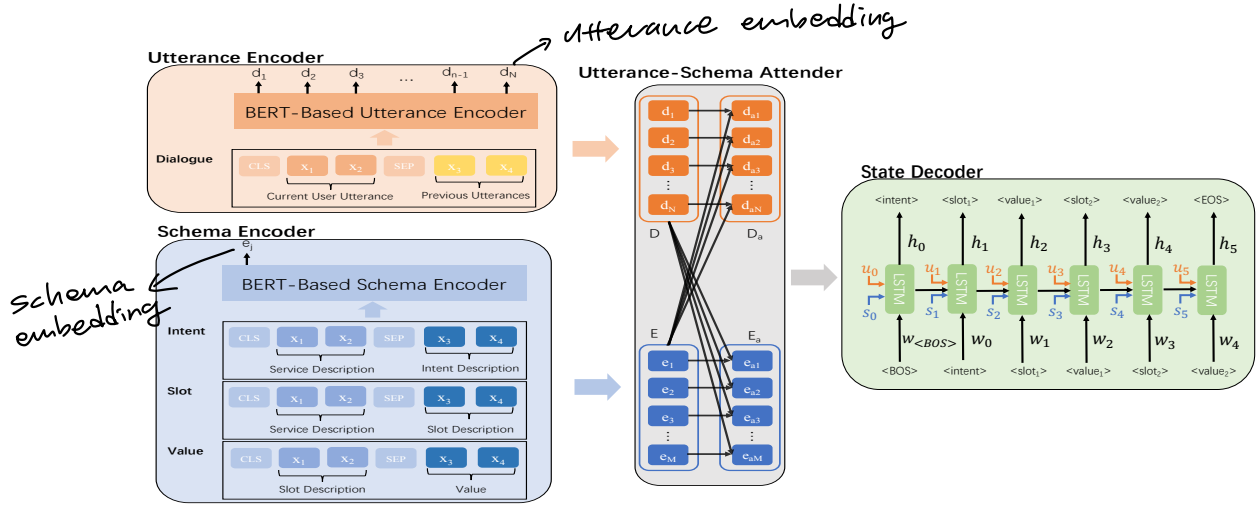 utterance embedding
Utterance Encoder
d1 d2 d3 ... dn-1 dN
BERT-Based Utterance Encoder
Dialogue
CLS x1 x2 SEP x3 x4
Current User Utterance Previous Utterances
Schema Encoder
ej
schema
embedding
BERT-Based Schema Encoder
Intent
CLS x1 x2 SEP x3 x4
Service Description Intent Description
Slot
CLS x1 x2 SEP x3 x4
Service Description Slot Description
Value
CLS x1 x2 SEP x3 x4
Slot Description Value
Utterance-Schema Attender
d1 da1
d2 da2
d3 da3
⋮ ⋮
dN daN
D Da
E Ea
e1 ea1
e2 ea2
e3 ea3
⋮ ⋮
eM eaM
State Decoder
<intent> <slot1> <value1> <slot2> <value2> <EOS>
h0 h1 h2 h3 h4 h5
u0 u1 u2 u3 u4 u5
LSTM LSTM LSTM LSTM LSTM LSTM
s0 s1 s2 s3 s4 s5
w<BOS> w0 w1 w2 w3 w4
<BOS> <intent> <slot1> <value1> <slot2> <value2>